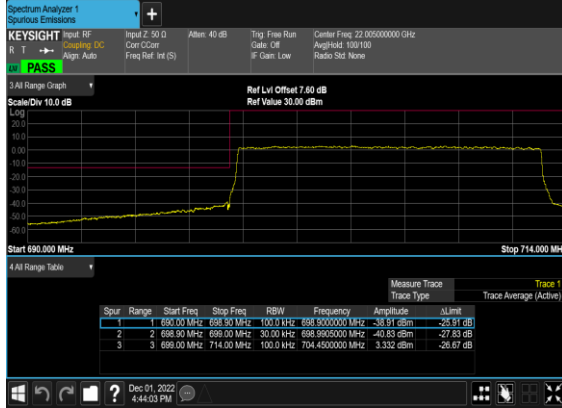 Spectrum Analyzer 1
Spurious Emissions
KEYSIGHT Input: RF Input Z: 50 Ω Atten: 40 dB Trig: Free Run Center Freq: 22.005000000 GHz
R T Coupling: DC Corr CCorr Gate: Off Avg|Hold: 100/100
Align: Auto Freq Ref: Int (S) IF Gain: Low Radio Std: None
PASS
3 All Range Graph Ref Lvl Offset 7.60 dB
Scale/Div 10.0 dB Ref Value 30.00 dBm
Log
20.0
10.0
0.00
-10.0
-20.0
-30.0
-40.0
-50.0
-60.0
Start 690.000 MHz Stop 714.000 MH
4 All Range Table
Measure Trace Trace 1
Trace Type Trace Average (Active)
Spur Range Start Freq Stop Freq RBW Frequency Amplitude ΔLimit
1 1 690.00 MHz 698.90 MHz 100.0 kHz 698.9000000 MHz -38.91 dBm -25.91 dB
2 2 698.90 MHz 699.00 MHz 30.00 kHz 698.9905000 MHz -40.83 dBm -27.83 dB
3 3 699.00 MHz 714.00 MHz 100.0 kHz 704.4500000 MHz 3.332 dBm -26.67 dB
Dec 01, 2022
4:44:03 PM